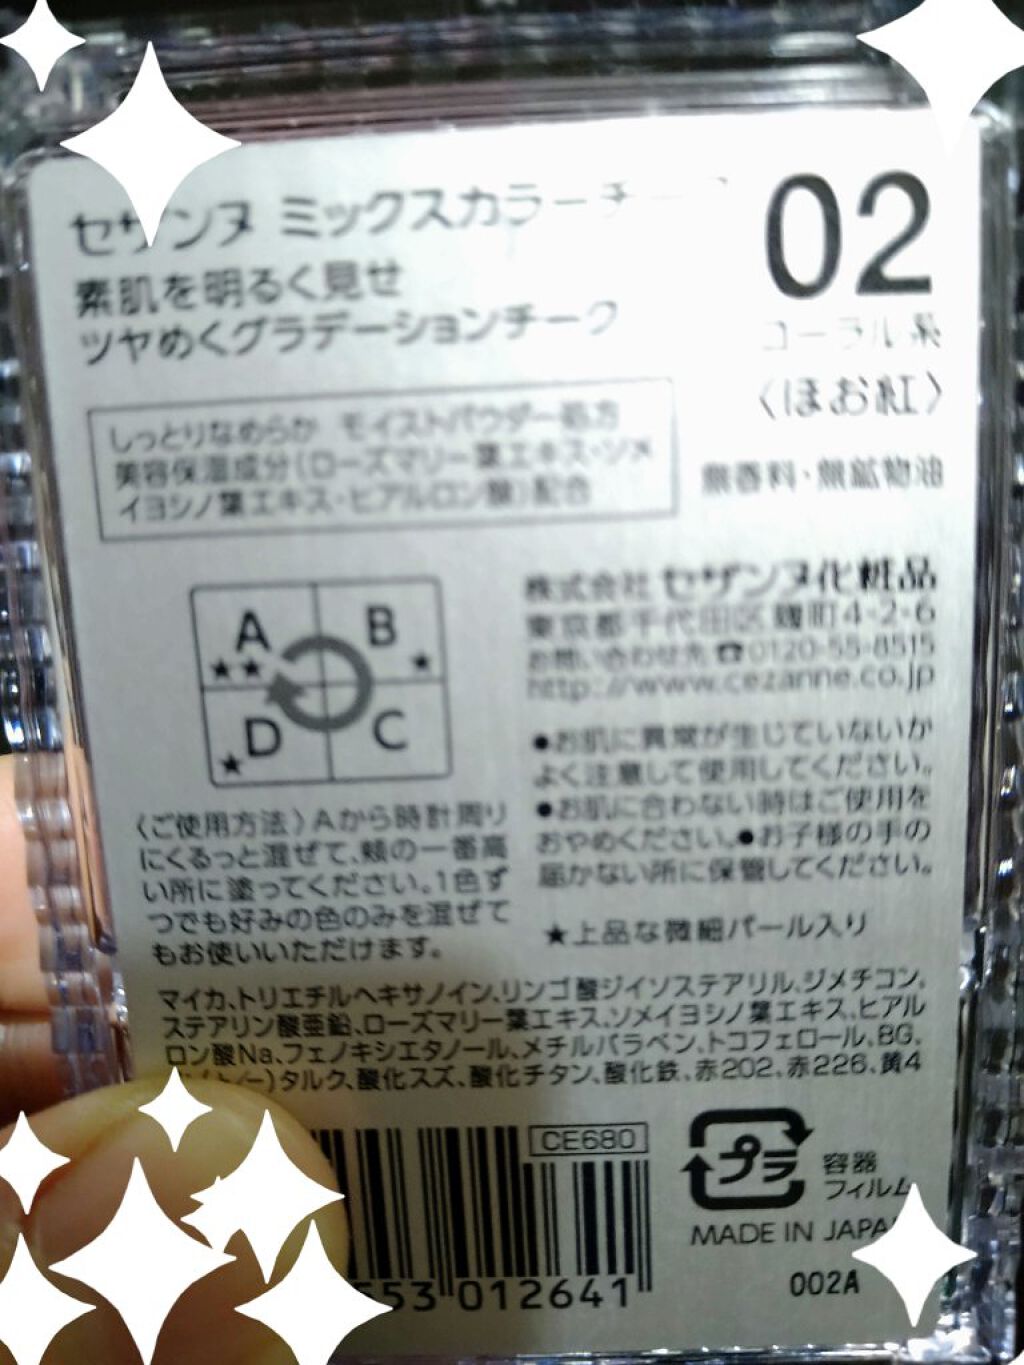 セザンヌ ミックスカラーチーク
02
素肌を明るく見せ
ツヤめくグラデーションチーク
コーラル系
〈ほお紅〉
しっとりなめらか モイストパウダー処方
美容保湿成分(ローズマリー葉エキス・ソメ
イヨシノ葉エキス・ヒアルロン酸)配合
無香料・無鉱物油
A
B
★★
★
D
C
★
株式会社 セザンヌ化粧品
東京都千代田区麹町4-2-6
お問い合わせ先☎0120-55-8515
http://www.cezanne.co.jp
●お肌に異常が生じていないか
よく注意して使用してください。
●お肌に合わない時はご使用を
おやめください。●お子様の手の
届かない所に保管してください。
★上品な微細パール入り
〈ご使用方法〉Aから時計周り
にくるっと混ぜて、頬の一番高
い所に塗ってください。1色ず
つでも好みの色のみを混ぜて
もお使いいただけます。
マイカ、トリエチルヘキサノイン、リンゴ酸ジイソステアリル、ジメチコン、
ステアリン酸亜鉛、ローズマリー葉エキス、ソメイヨシノ葉エキス、ヒアル
ロン酸Na、フェノキシエタノール、メチルパラベン、トコフェロール、BG、
タルク、酸化スズ、酸化チタン、酸化鉄、赤202、赤226、黄4
CE680
プラ
容器
フィルム
MADE IN JAPAN
553 012641
002A